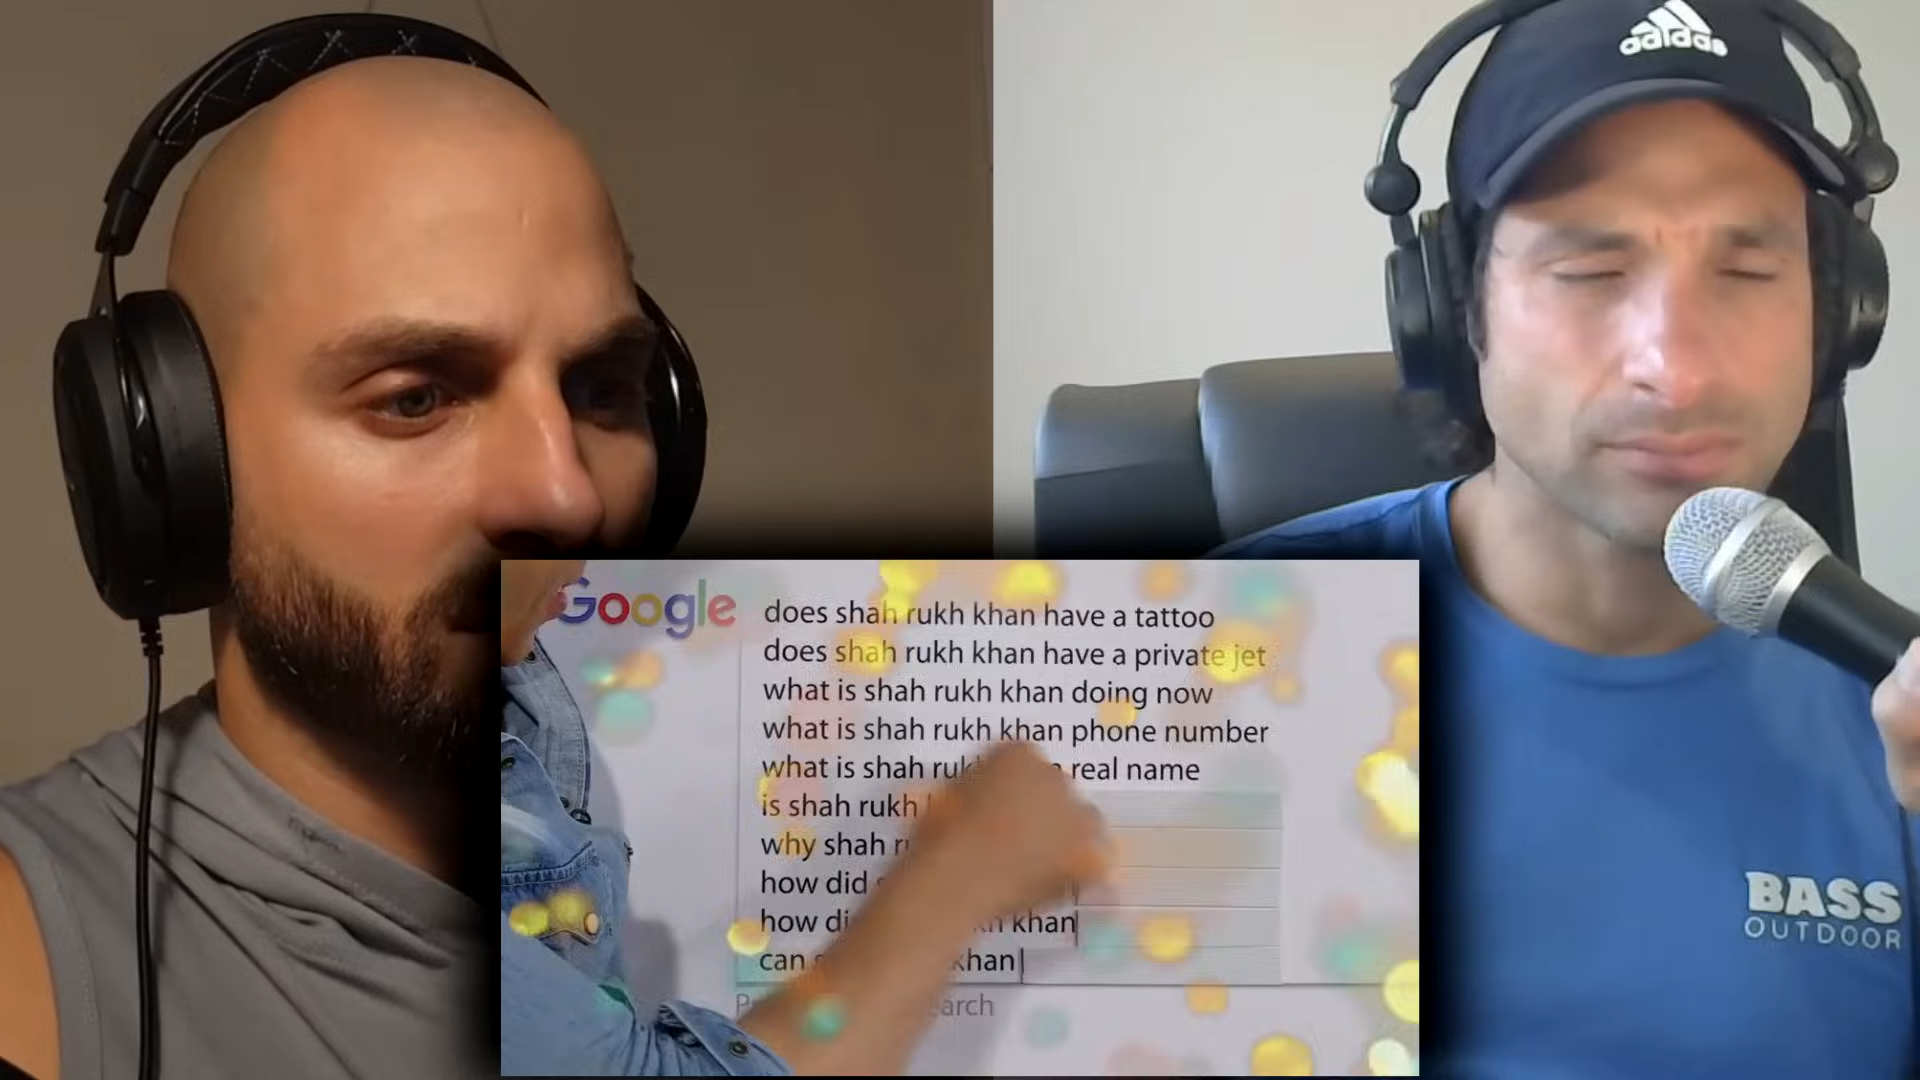 adidas
Google
does shah rukh khan have a tattoo
does shah rukh khan have a private jet
what is shah rukh khan doing now
what is shah rukh khan phone number
what is shah rukh real name
is shah rukh
why shah
how did
how khan
can khan
BASS
OUTDOOR